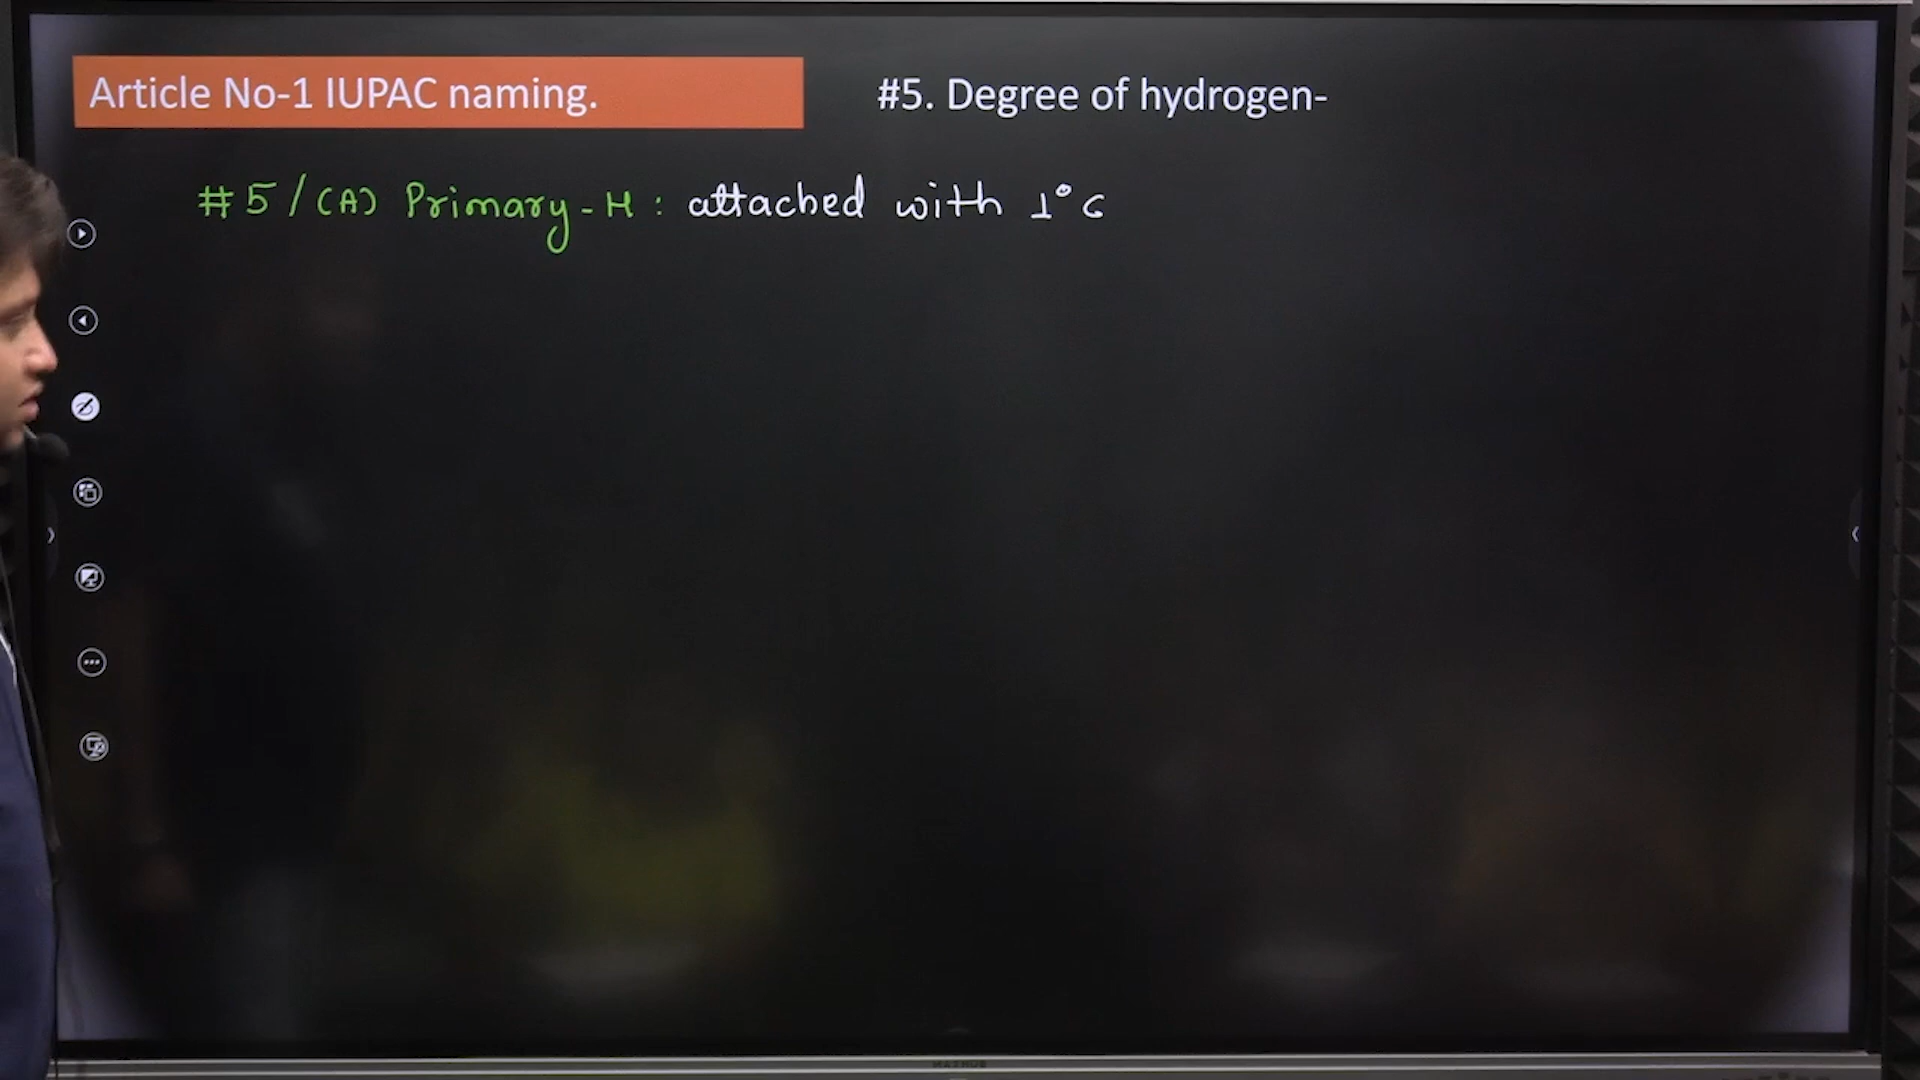 Article No-1 IUPAC naming.
#5. Degree of hydrogen-
#5/(A) Primary-H: attached with 1° C